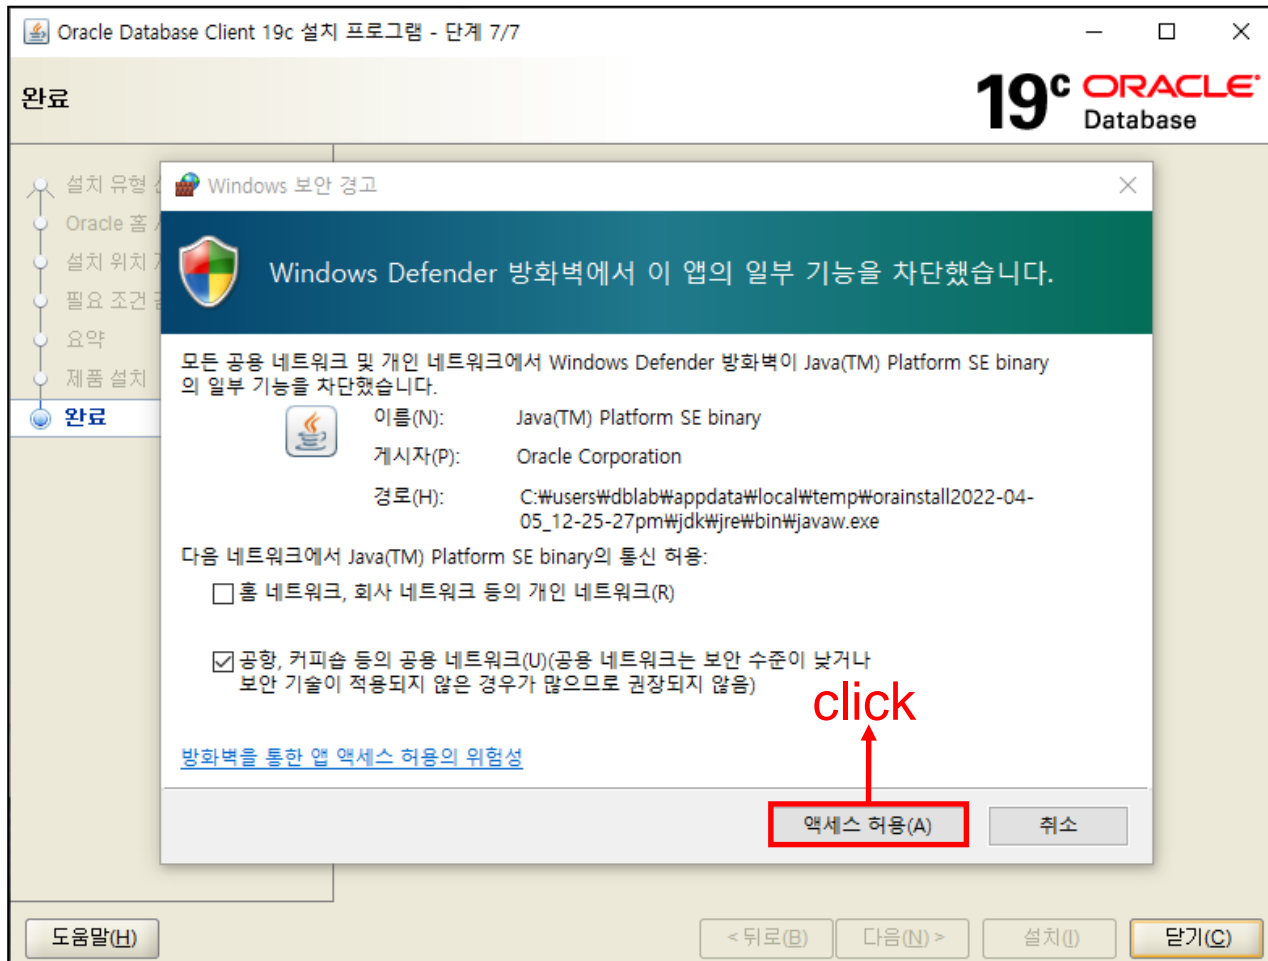 Oracle Database Client 19c 설치 프로그램 - 단계 7/7
완료
19c ORACLE
Database
설치 유형
Oracle 홈
설치 위치
필요 조건
요약
제품 설치
완료
Windows 보안 경고
Windows Defender 방화벽에서 이 앱의 일부 기능을 차단했습니다.
모든 공용 네트워크 및 개인 네트워크에서 Windows Defender 방화벽이 Java(TM) Platform SE binary
의 일부 기능을 차단했습니다.
이름(N): Java(TM) Platform SE binary
게시자(P): Oracle Corporation
경로(H): C:₩users₩dblab₩appdata₩local₩temp₩orainstall2022-04-
05_12-25-27pm₩jdk₩jre₩bin₩javaw.exe
다음 네트워크에서 Java(TM) Platform SE binary의 통신 허용:
홈 네트워크, 회사 네트워크 등의 개인 네트워크(R)
공항, 커피숍 등의 공용 네트워크(U)(공용 네트워크는 보안 수준이 낮거나
보안 기술이 적용되지 않은 경우가 많으므로 권장되지 않음)
click
방화벽을 통한 앱 액세스 허용의 위험성
액세스 허용(A) 취소
도움말(H) < 뒤로(B) 다음(N) > 설치(I) 닫기(C)